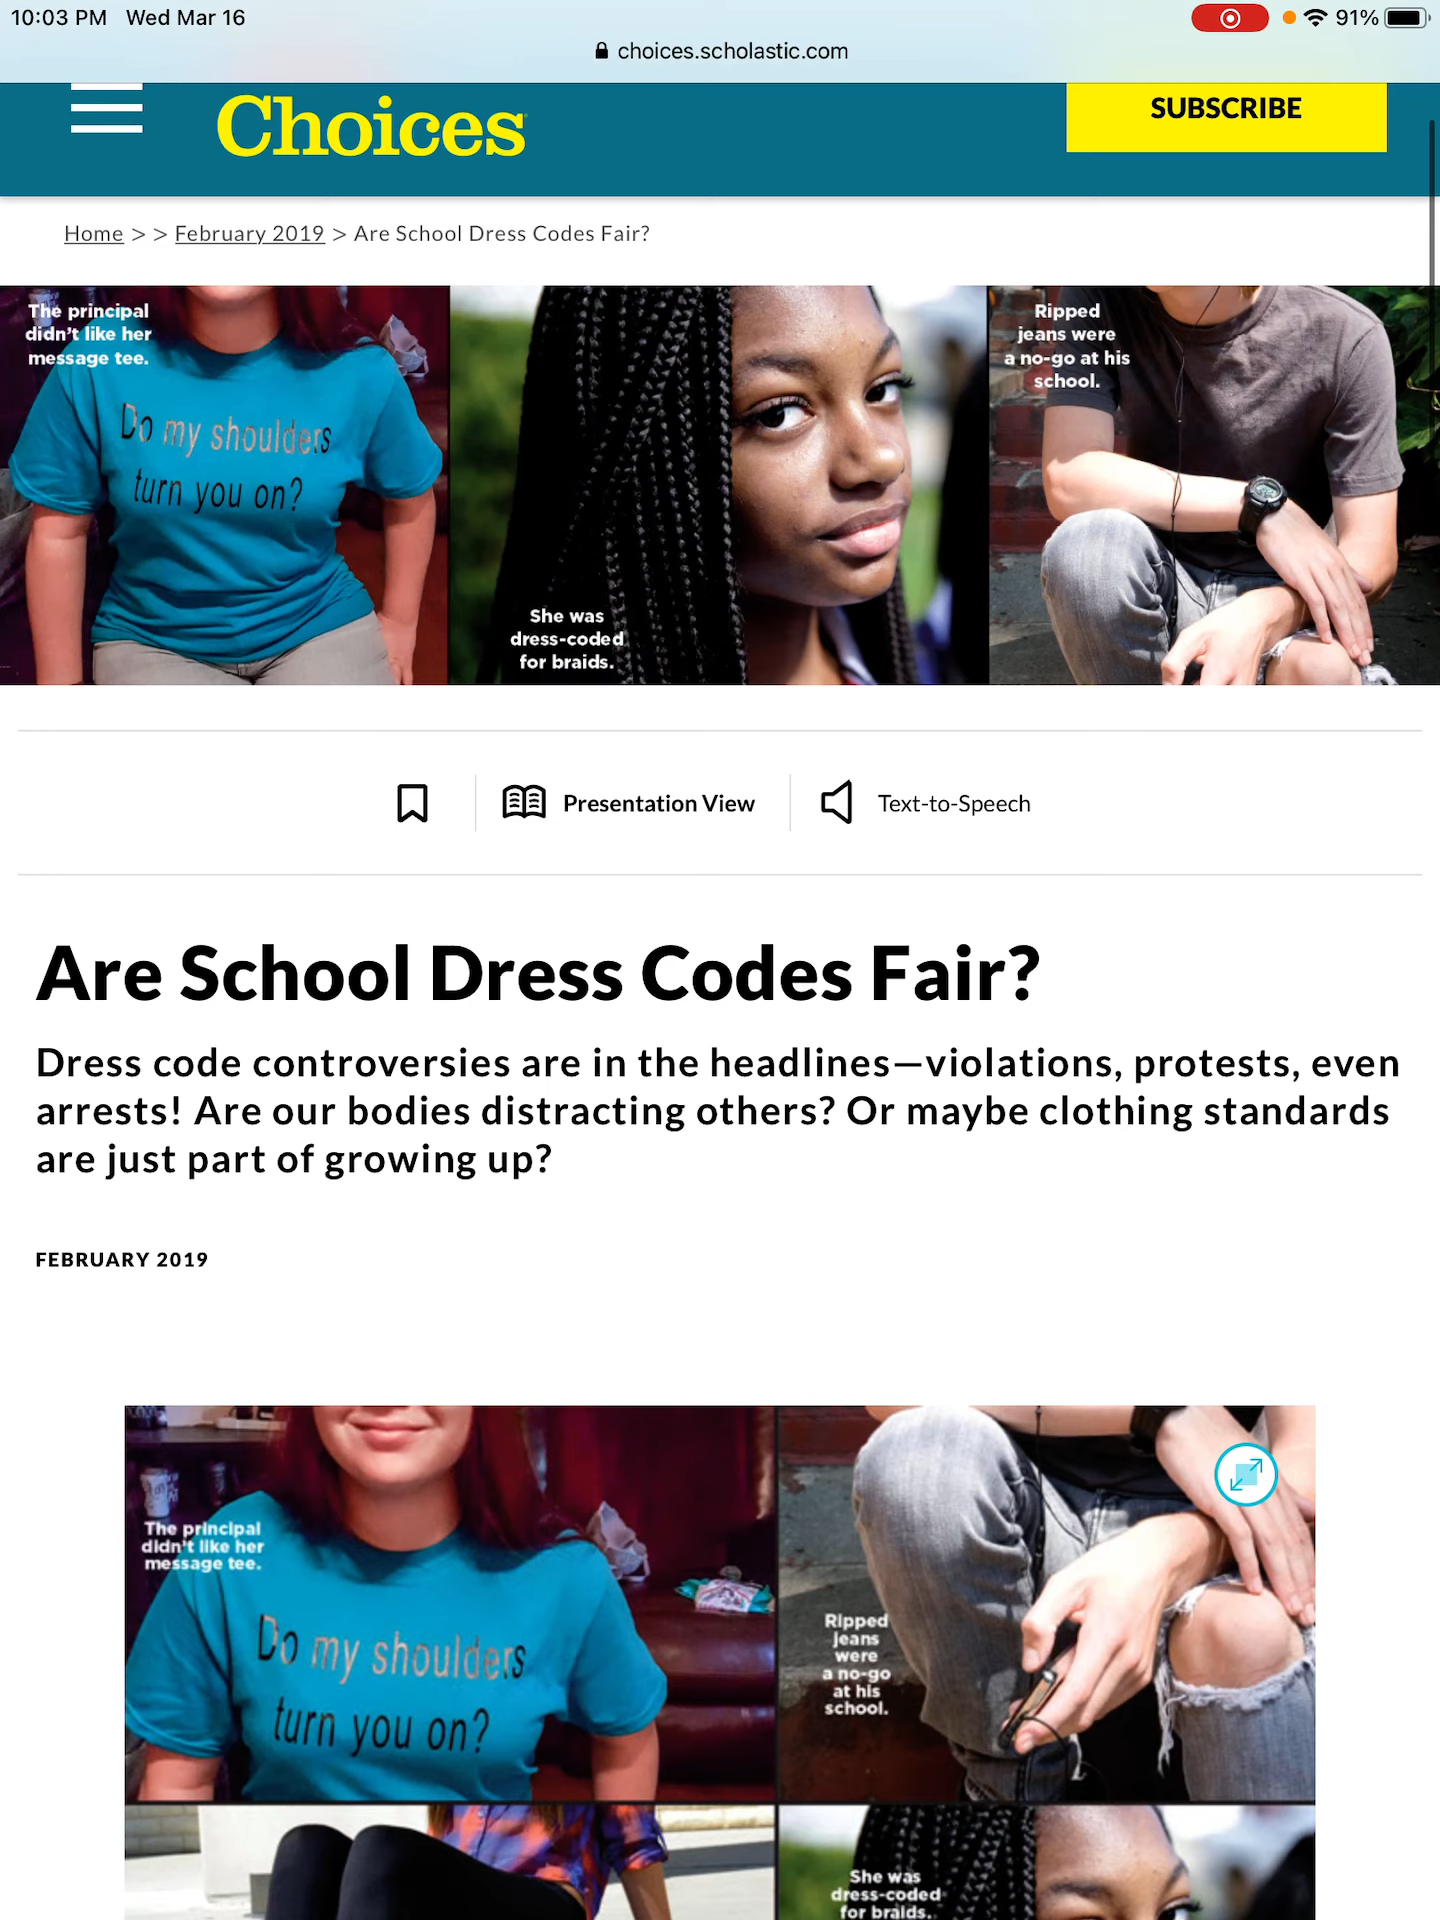 10:03 PM Wed Mar 16
91%
choices.scholastic.com
Choices
SUBSCRIBE
Home > > February 2019 > Are School Dress Codes Fair?
The principal
didn't like her
message tee.
Do my shoulders
turn you on?
She was
dress-coded
for braids.
Ripped
jeans were
a no-go at his
school.
Presentation View
Text-to-Speech
Are School Dress Codes Fair?
Dress code controversies are in the headlines—violations, protests, even
arrests! Are our bodies distracting others? Or maybe clothing standards
are just part of growing up?
FEBRUARY 2019
The principal
didn't like her
message tee.
Do my shoulders
turn you on?
Ripped
jeans
were
a no-go
at his
school.
She was
dress-coded
for braids.